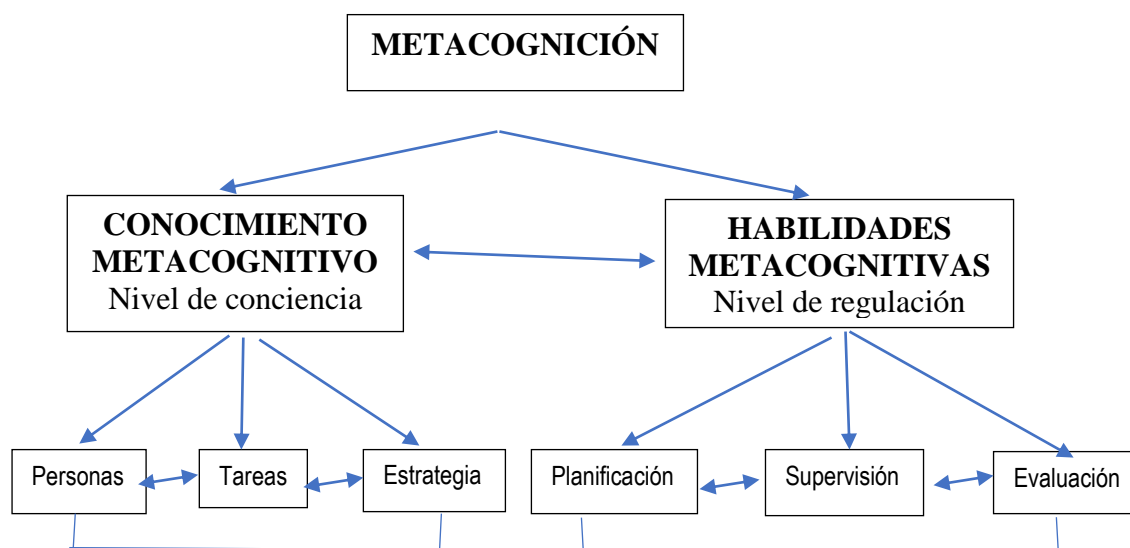 METACOGNICIÓN
CONOCIMIENTO
METACOGNITIVO
Nivel de conciencia
HABILIDADES
METACOGNITIVAS
Nivel de regulación
Personas
Tareas
Estrategia
Planificación
Supervisión
Evaluación